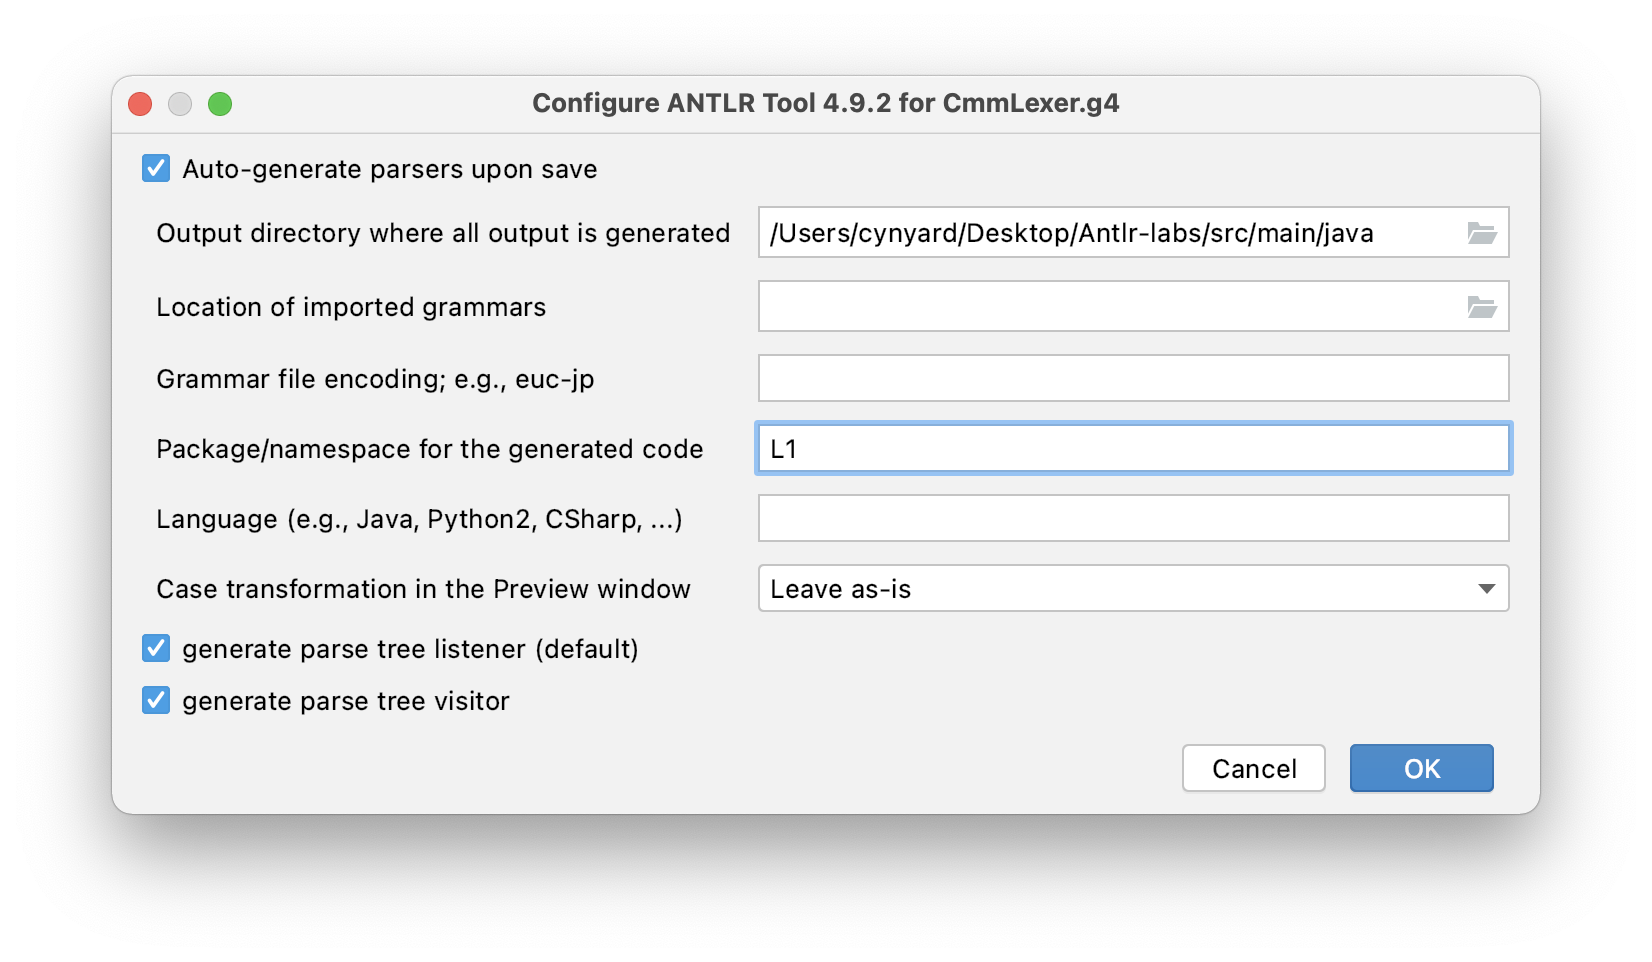 Configure ANTLR Tool 4.9.2 for CmmLexer.g4
Auto-generate parsers upon save
Output directory where all output is generated /Users/cynyard/Desktop/Antlr-labs/src/main/java
Location of imported grammars
Grammar file encoding; e.g., euc-jp
Package/namespace for the generated code L1
Language (e.g., Java, Python2, CSharp, ...)
Case transformation in the Preview window Leave as-is
generate parse tree listener (default)
generate parse tree visitor
Cancel OK